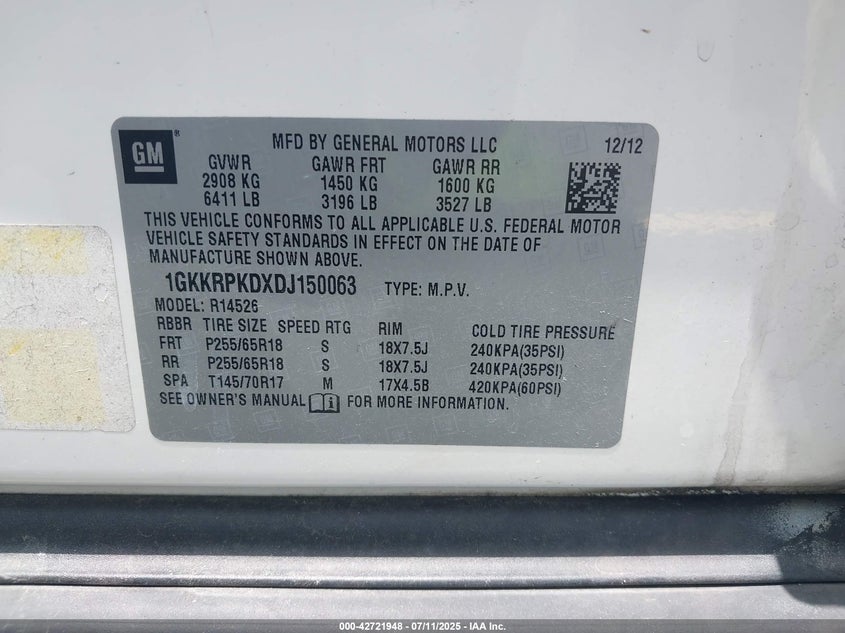 GM ®
MFD BY GENERAL MOTORS LLC 12/12
GVWR GAWR FRT GAWR RR
2908 KG 1450 KG 1600 KG
6411 LB 3196 LB 3527 LB
THIS VEHICLE CONFORMS TO ALL APPLICABLE U.S. FEDERAL MOTOR
VEHICLE SAFETY STANDARDS IN EFFECT ON THE DATE OF
MANUFACTURE SHOWN ABOVE.
1GKKRPKDXDJ150063 TYPE: M.P.V.
MODEL: R14526
RBBR TIRE SIZE SPEED RTG RIM COLD TIRE PRESSURE
FRT P255/65R18 S 18X7.5J 240KPA(35PSI)
RR P255/65R18 S 18X7.5J 240KPA(35PSI)
SPA T145/70R17 M 17X4.5B 420KPA(60PSI)
SEE OWNER'S MANUAL FOR MORE INFORMATION.
000-42721948 - 07/11/2025 - IAA Inc.